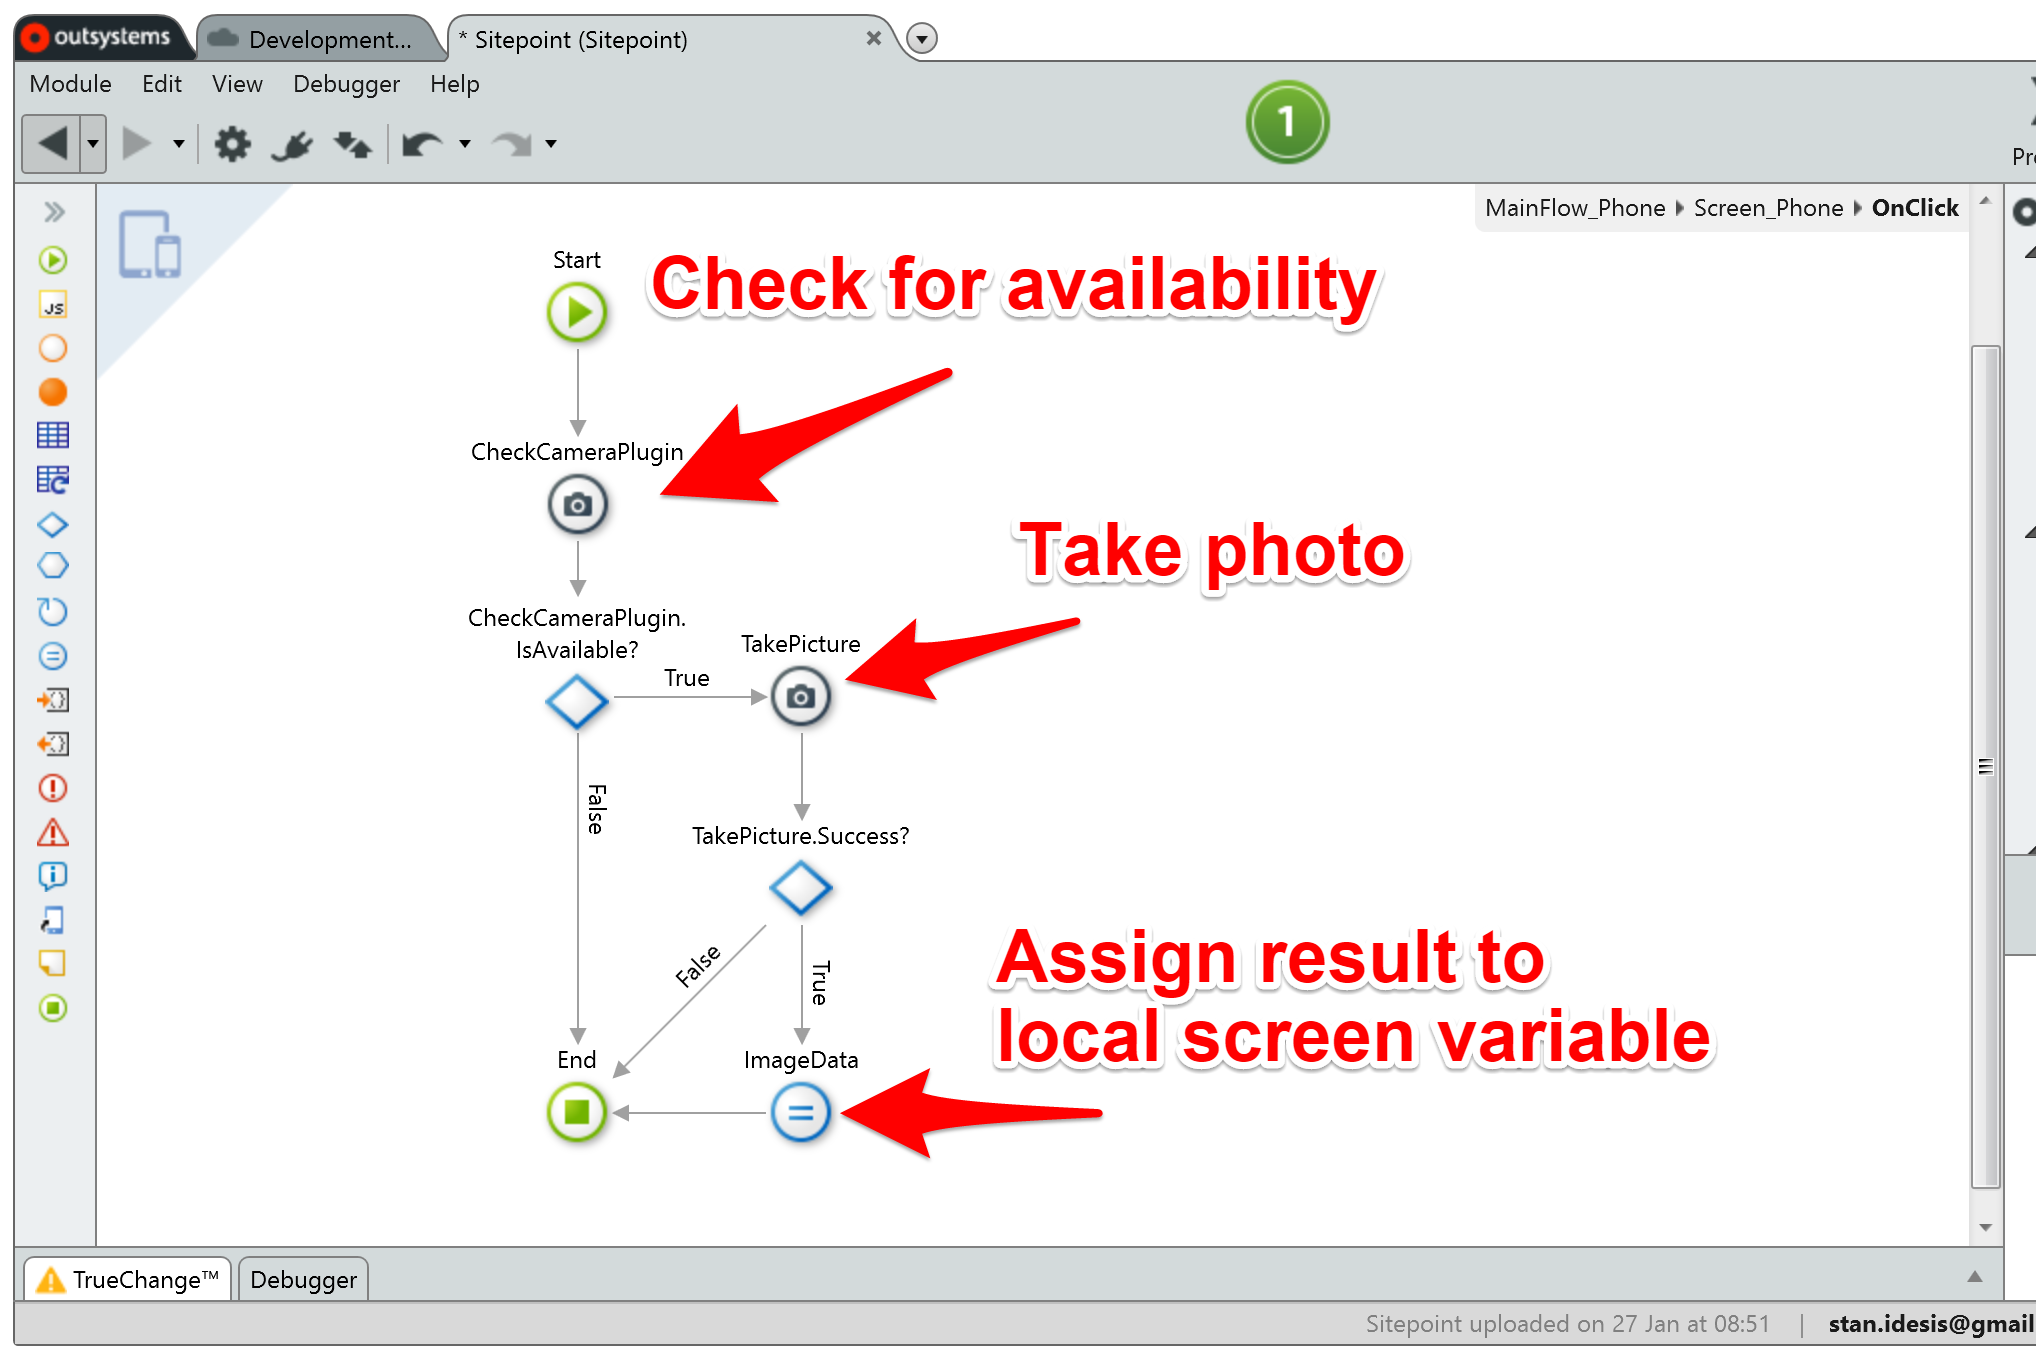 outsystems
Development...
* Sitepoint (Sitepoint)
Module Edit View Debugger Help
1
MainFlow_Phone Screen_Phone OnClick
JS
Start
Check for availability
CheckCameraPlugin
Take photo
CheckCameraPlugin.
IsAvailable?
TakePicture
True
False
TakePicture.Success?
False
True
Assign result to
local screen variable
End
ImageData
TrueChange™
Debugger
Sitepoint uploaded on 27 Jan at 08:51 | stan.idesis@gmail